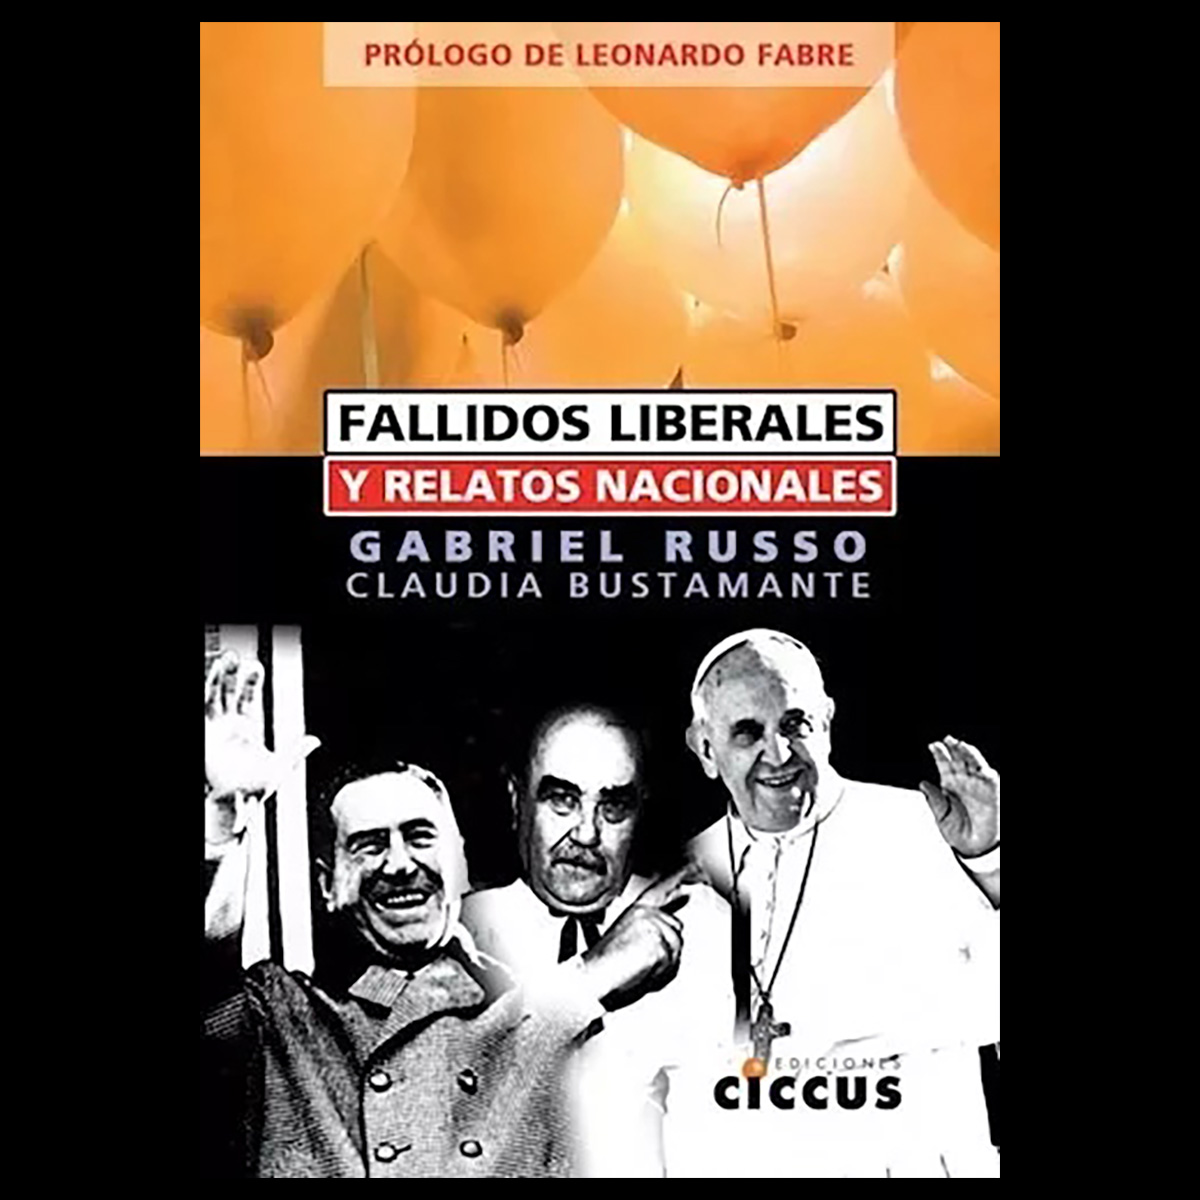 PRÓLOGO DE LEONARDO FABRE
FALLIDOS LIBERALES
Y RELATOS NACIONALES
GABRIEL RUSSO
CLAUDIA BUSTAMANTE
EDICIONES
CICCUS